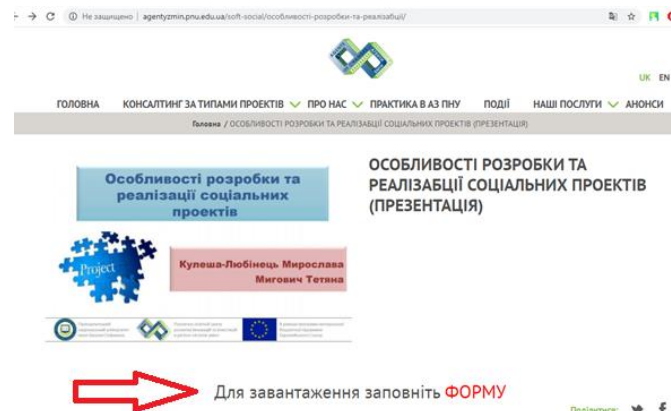 Не защищено | agentyzmin.pnu.edu.ua/soft-social/особливості-розробки-та-реалізабції/
UK EN
ГОЛОВНА КОНСАЛТИНГ ЗА ТИПАМИ ПРОЕКТІВ ПРО НАС ПРАКТИКА В АЗ ПНУ ПОДІЇ НАШІ ПОСЛУГИ АНОНСИ
Головна / ОСОБЛИВОСТІ РОЗРОБКИ ТА РЕАЛІЗАБЦІЇ СОЦІАЛЬНИХ ПРОЕКТІВ (ПРЕЗЕНТАЦІЯ)
Особливості розробки та
реалізації соціальних
проектів
Project
Кулеша-Любінець Мирослава
Мигович Тетяна
ОСОБЛИВОСТІ РОЗРОБКИ ТА
РЕАЛІЗАБЦІЇ СОЦІАЛЬНИХ ПРОЕКТІВ
(ПРЕЗЕНТАЦІЯ)
Для завантаження заповніть ФОРМУ
Поділитися: